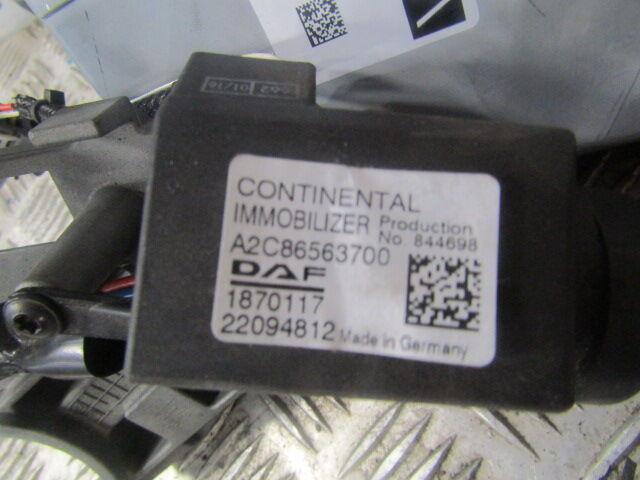 CONTINENTAL
IMMOBILIZER Production
No 844698
A2C86563700
DAF
1870117
22094812 Made in Germany